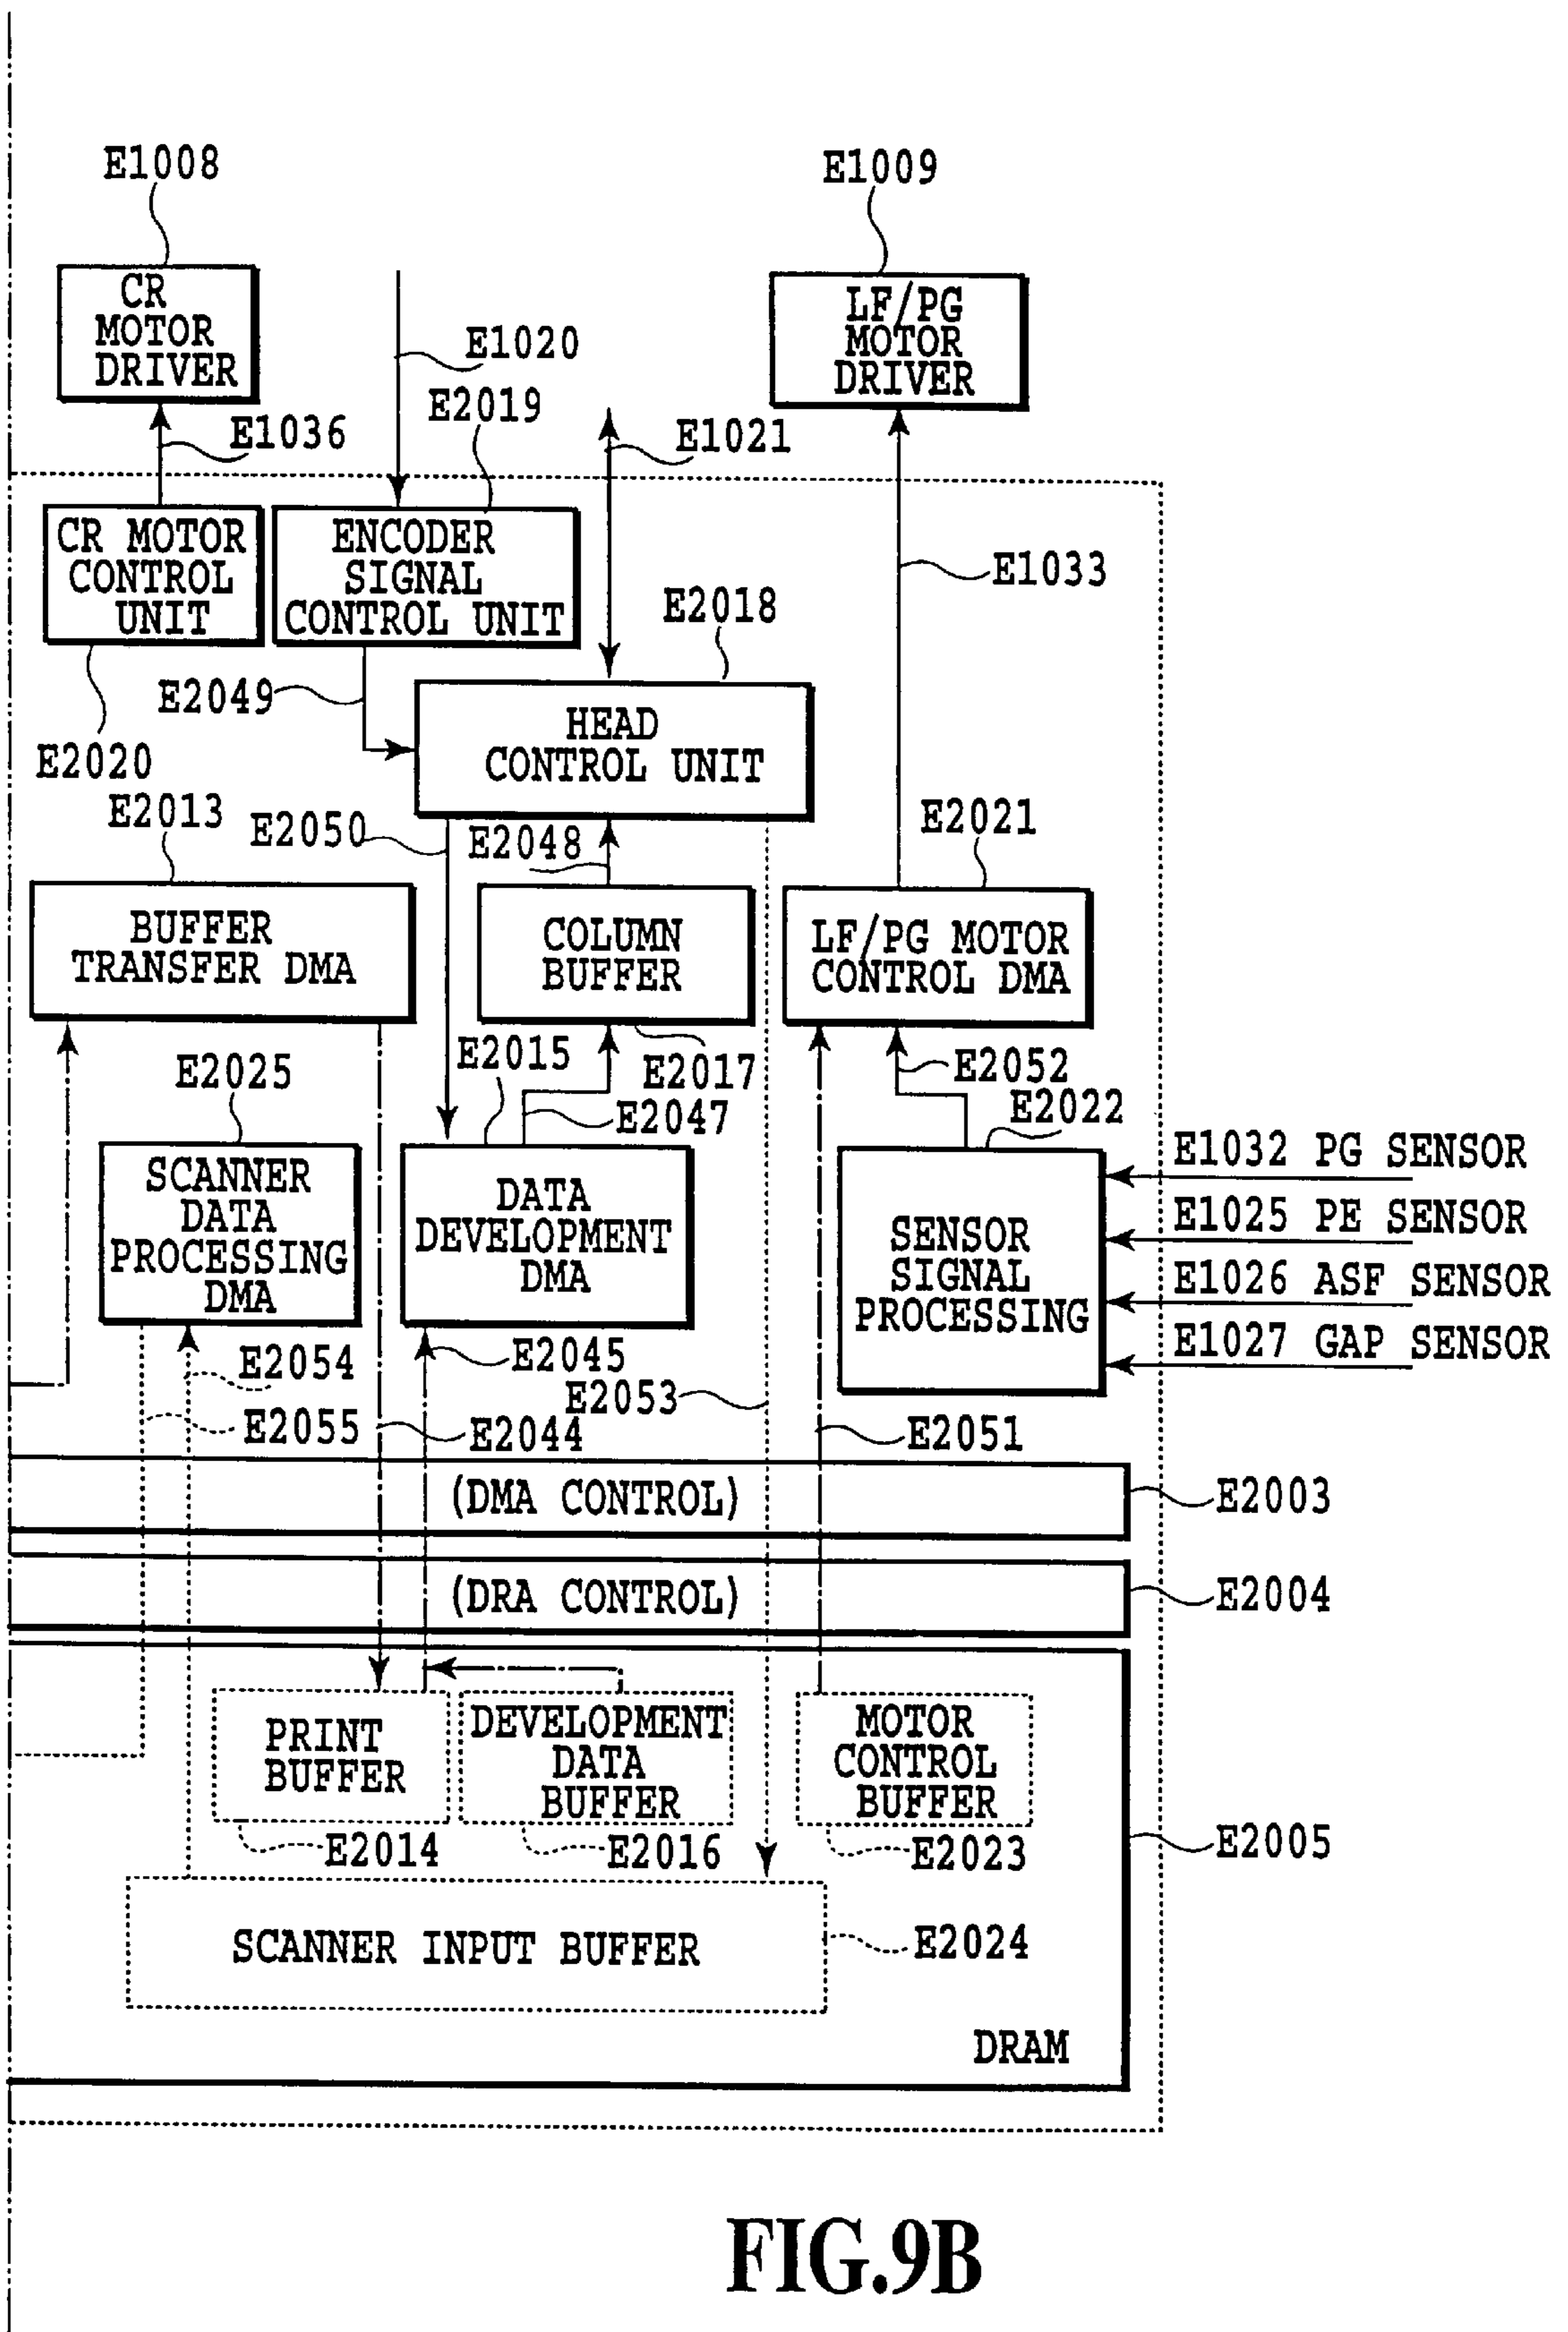 E1008
E1009
CR
MOTOR
DRIVER
LF/PG
MOTOR
DRIVER
E1020
E2019
E1036
E1021
CR MOTOR
CONTROL
UNIT
ENCODER
SIGNAL
CONTROL UNIT
E1033
E2018
E2049
E2020
HEAD
CONTROL UNIT
E2013
E2050
E2048
E2021
BUFFER
TRANSFER DMA
COLUMN
BUFFER
LF/PG MOTOR
CONTROL DMA
E2025
E2015
E2017
E2047
E2052
E2022
SCANNER
DATA
PROCESSING
DMA
DATA
DEVELOPMENT
DMA
SENSOR
SIGNAL
PROCESSING
E1032 PG SENSOR
E1025 PE SENSOR
E1026 ASF SENSOR
E1027 GAP SENSOR
E2054
E2045
E2053
E2055
E2044
E2051
(DMA CONTROL)
E2003
(DRA CONTROL)
E2004
PRINT
BUFFER
DEVELOPMENT
DATA
BUFFER
MOTOR
CONTROL
BUFFER
E2014
E2016
E2023
E2005
SCANNER INPUT BUFFER
E2024
DRAM
FIG.9B